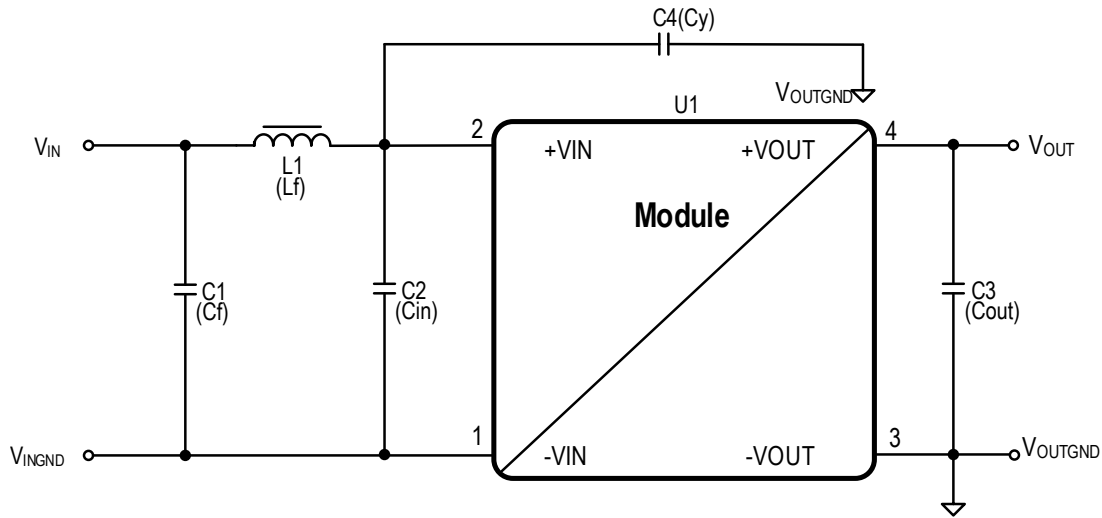 C4(Cy)
VOUTGND
U1
2
4
VIN
+VIN
+VOUT
VOUT
L1
(Lf)
Module
C1
(Cf)
C2
(Cin)
C3
(Cout)
1
3
VINGND
-VIN
-VOUT
VOUTGND